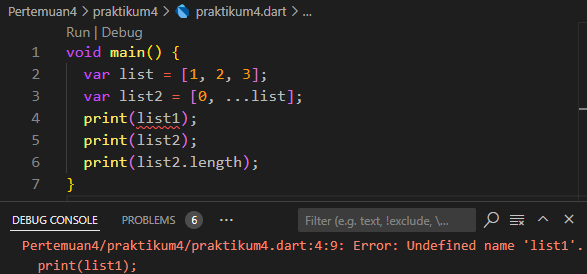 Pertemuan4 > praktikum4 > praktikum4.dart > ...
Run | Debug
1 void main() {
2 var list = [1, 2, 3];
3 var list2 = [0, ...list];
4 print(list1);
5 print(list2);
6 print(list2.length);
7 }
DEBUG CONSOLE PROBLEMS 6 ... Filter (e.g. text, !exclude, \...
Pertemuan4/praktikum4/praktikum4.dart:4:9: Error: Undefined name 'list1'.
print(list1);